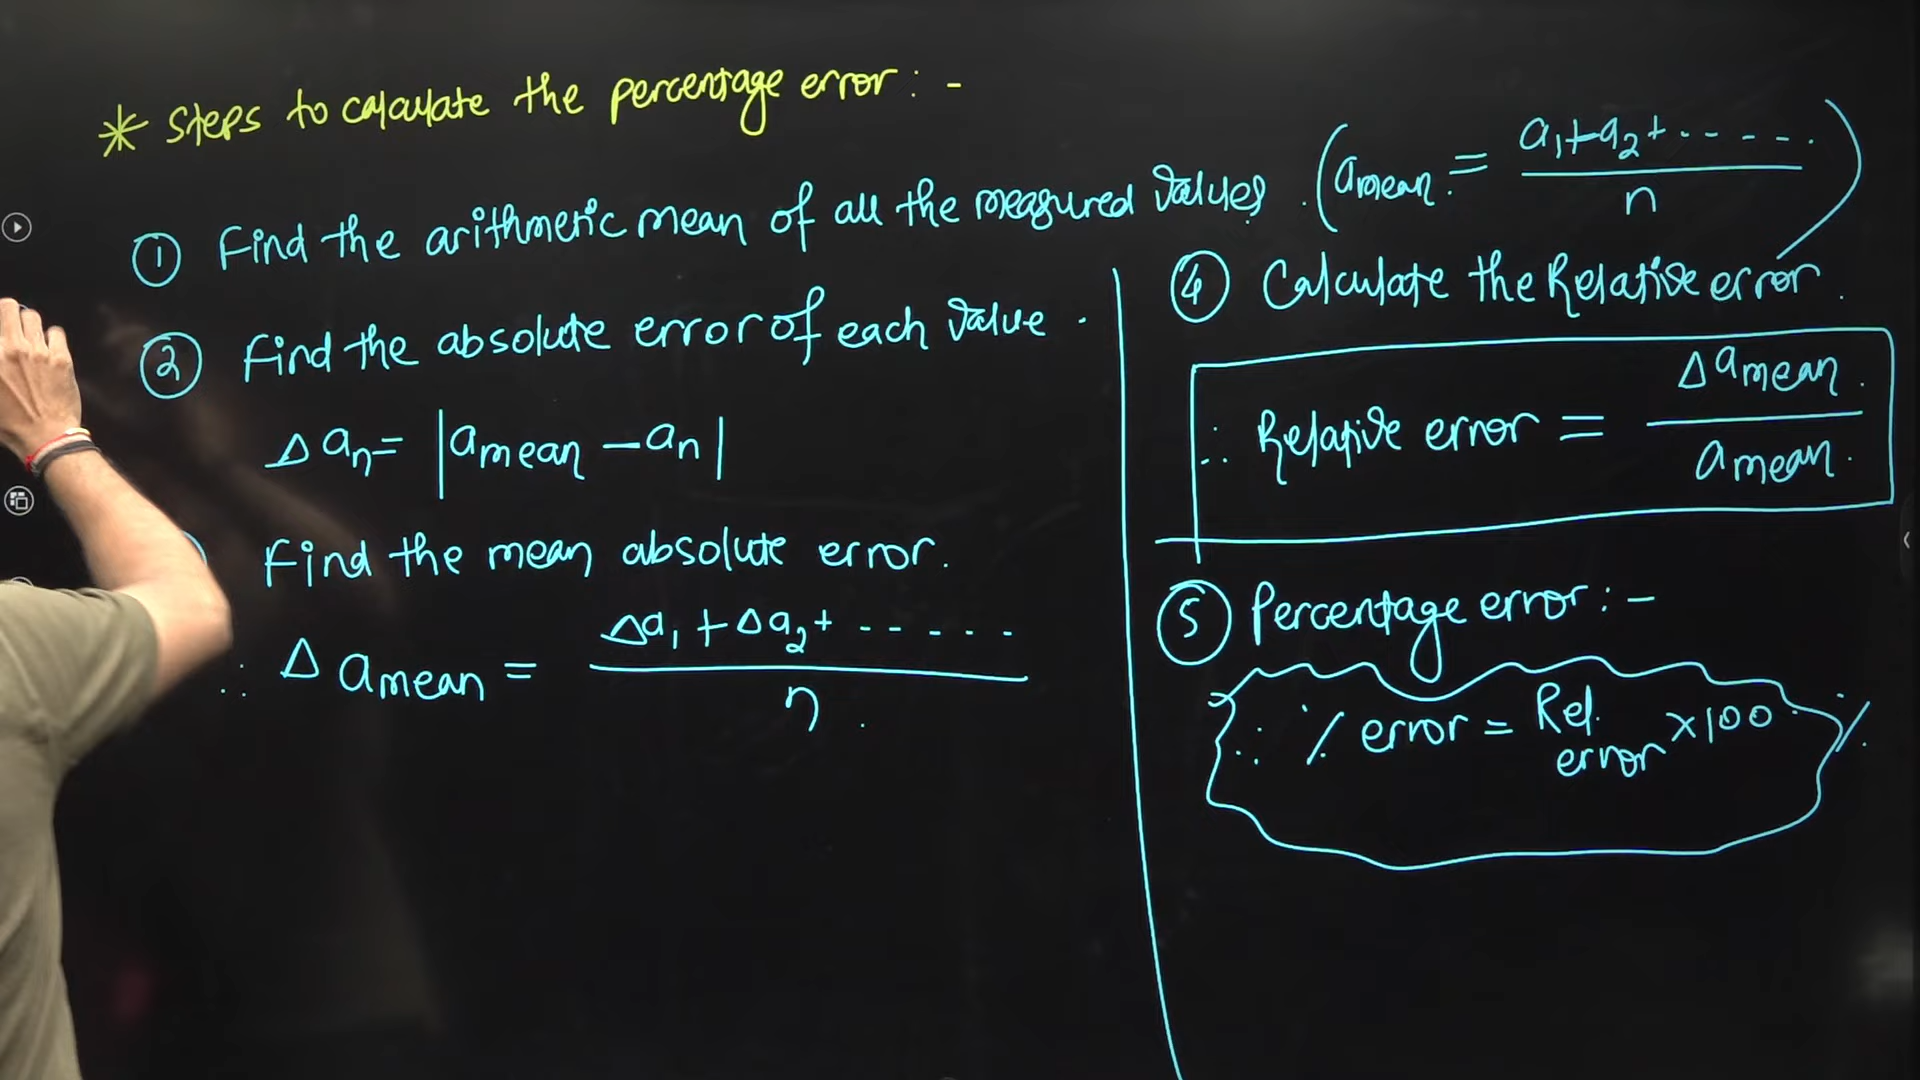 * Steps to calculate the percentage error : -
① Find the arithmetic mean of all the measured values . (amean = a1+a2+ ...... / n)
② Find the absolute error of each value .
Δan = |amean - an|
Find the mean absolute error.
∴ Δ amean = Δa1 + Δa2 + - - - - - / n .
④ Calculate the Relative error .
∴ Relative error = Δ amean . / amean .
⑤ Percentage error : -
∴ % error = Rel. error × 100 %